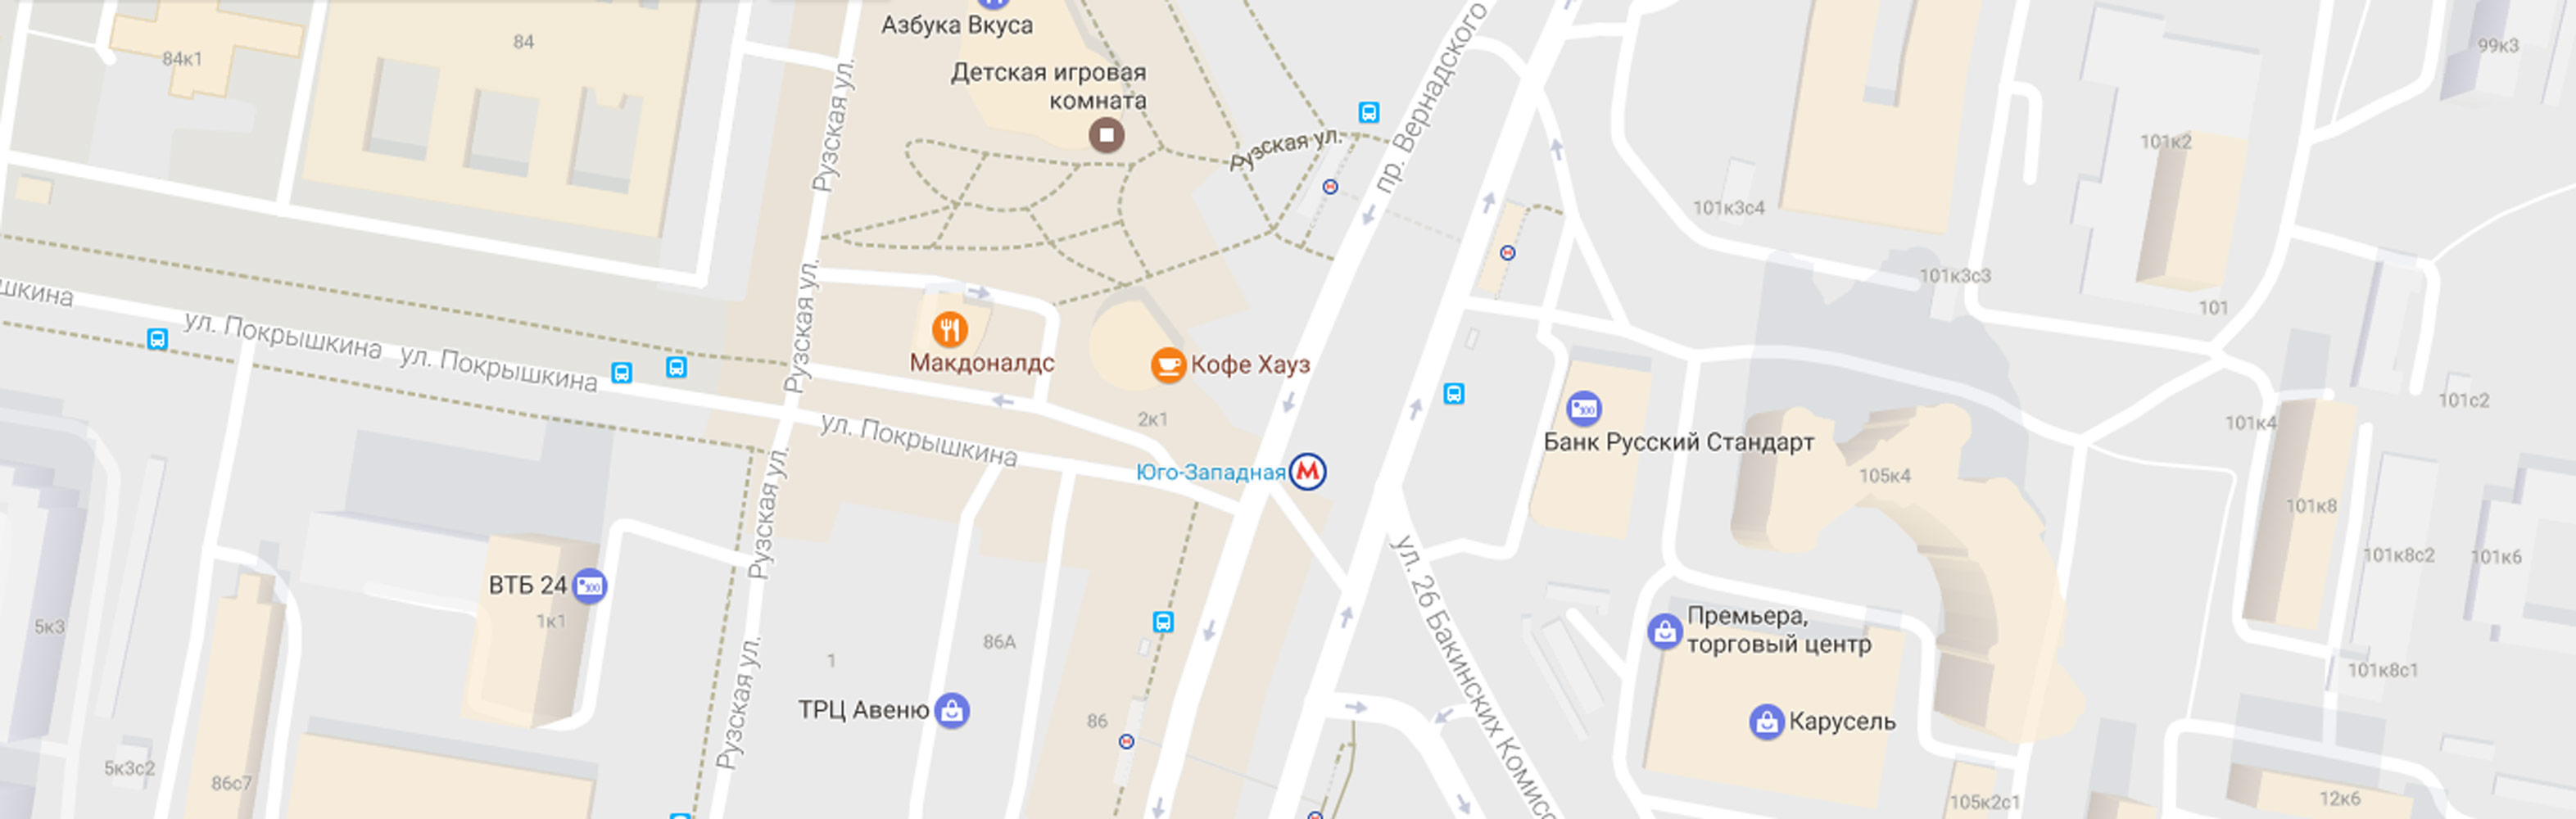 Азбука Вкуса
84
84к1
99к3
Детская игровая
комната
Рузская ул.
пр. Вернадского
Рузская ул.
101к2
101к3с4
101к3с3
101
шкина
ул. Покрышкина
ул. Покрышкина
Рузская ул.
Макдоналдс
Кофе Хауз
2к1
ул. Покрышкина
Юго-Западная
М
Банк Русский Стандарт
105к4
101к4
101с2
101к8
101к8с2
101к6
101к8с1
Рузская ул.
ВТБ 24
1к1
5к3
5к3с2
86с7
Рузская ул.
1
86А
ТРЦ Авеню
86
ул. 26 Бакинских Комисс
Премьера,
торговый центр
Карусель
105к2с1
12к6